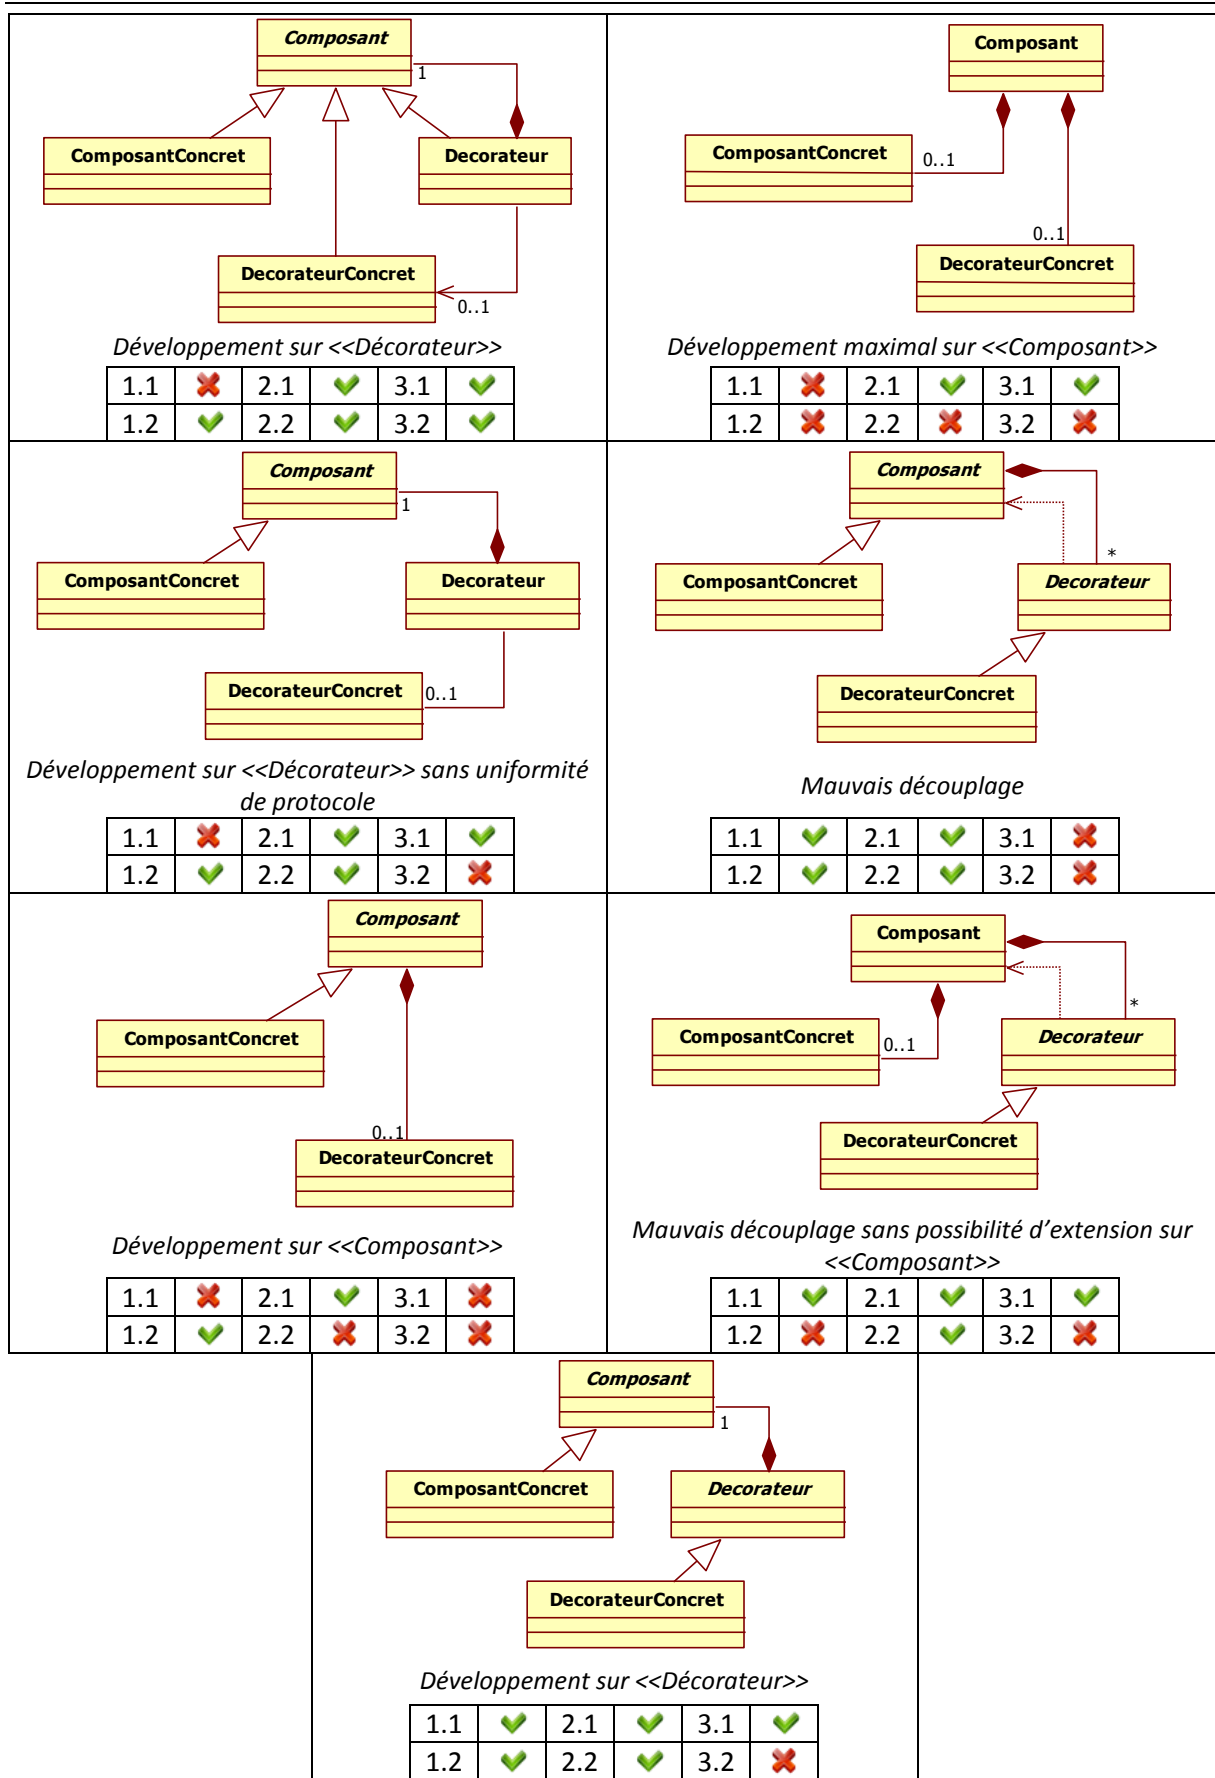 Composant
1
ComposantConcret
Decorateur
DecorateurConcret
0..1
Développement sur <<Décorateur>>
1.1 2.1 3.1
1.2 2.2 3.2
Composant
ComposantConcret
0..1
0..1
DecorateurConcret
Développement maximal sur <<Composant>>
1.1 2.1 3.1
1.2 2.2 3.2
Composant
1
ComposantConcret
Decorateur
DecorateurConcret
0..1
Développement sur <<Décorateur>> sans uniformité
de protocole
1.1 2.1 3.1
1.2 2.2 3.2
Composant
*
ComposantConcret
Decorateur
DecorateurConcret
Mauvais découplage
1.1 2.1 3.1
1.2 2.2 3.2
Composant
ComposantConcret
0..1
DecorateurConcret
Développement sur <<Composant>>
1.1 2.1 3.1
1.2 2.2 3.2
Composant
*
ComposantConcret
0..1
Decorateur
DecorateurConcret
Mauvais découplage sans possibilité d’extension sur
<<Composant>>
1.1 2.1 3.1
1.2 2.2 3.2
Composant
1
ComposantConcret
Decorateur
DecorateurConcret
Développement sur <<Décorateur>>
1.1 2.1 3.1
1.2 2.2 3.2